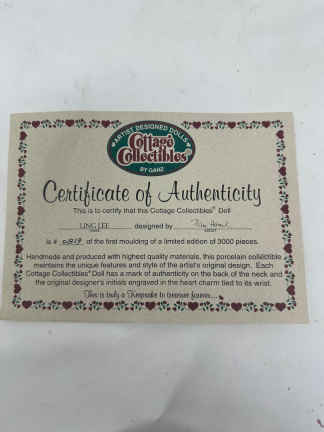 ARTIST DESIGNED DOLLS
Cottage
Collectibles®
BY GANZ
Certificate of Authenticity
This is to certify that this Cottage Collectibles® Doll
LING LEE designed by
NAME ARTIST
is # of the first moulding of a limited edition of 3000 pieces.
Handmade and produced with highest quality materials, this porcelain collectible
maintains the unique features and style of the artist's original design. Each
Cottage Collectibles® Doll has a mark of authenticity on the back of the neck and
the original designer's initials engraved in the heart charm tied to its wrist.
This is truly a Keepsake to treasure forever....